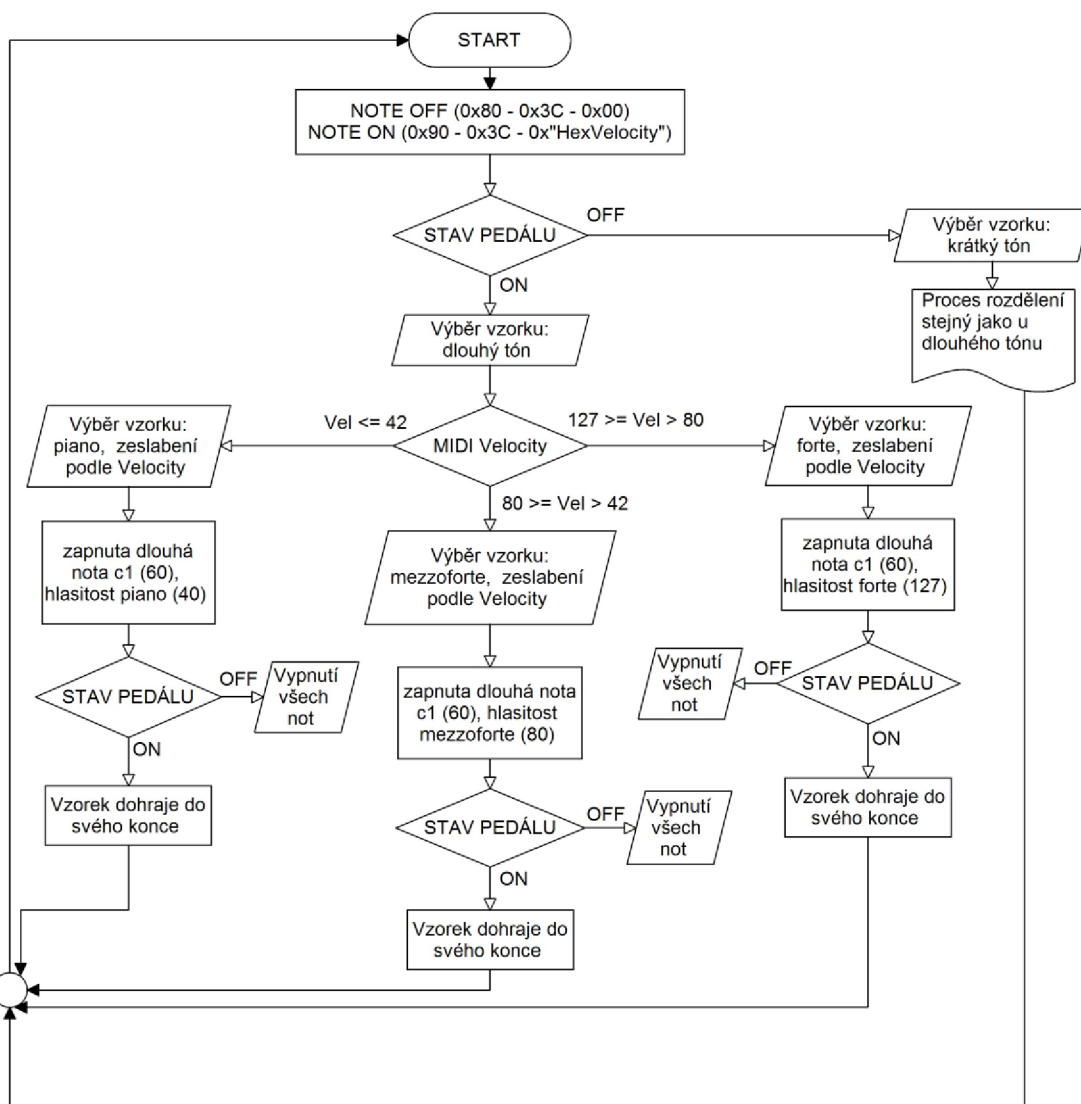 START
NOTE OFF (0x80 - 0x3C - 0x00)
NOTE ON (0x90 - 0x3C - 0x"HexVelocity")
STAV PEDÁLU
OFF
ON
Výběr vzorku:
krátký tón
Proces rozdělení
stejný jako u
dlouhého tónu
Výběr vzorku:
dlouhý tón
MIDI Velocity
Vel <= 42
127 >= Vel > 80
80 >= Vel > 42
Výběr vzorku:
piano, zeslabení
podle Velocity
zapnuta dlouhá
nota c1 (60),
hlasitost piano (40)
STAV PEDÁLU
OFF
Vypnutí
všech
not
ON
Vzorek dohraje do
svého konce
Výběr vzorku:
mezzoforte, zeslabení
podle Velocity
zapnuta dlouhá nota
c1 (60), hlasitost
mezzoforte (80)
STAV PEDÁLU
OFF
Vypnutí
všech
not
ON
Vzorek dohraje do
svého konce
Výběr vzorku:
forte, zeslabení
podle Velocity
zapnuta dlouhá
nota c1 (60),
hlasitost forte (127)
STAV PEDÁLU
OFF
Vypnutí
všech
not
ON
Vzorek dohraje do
svého konce